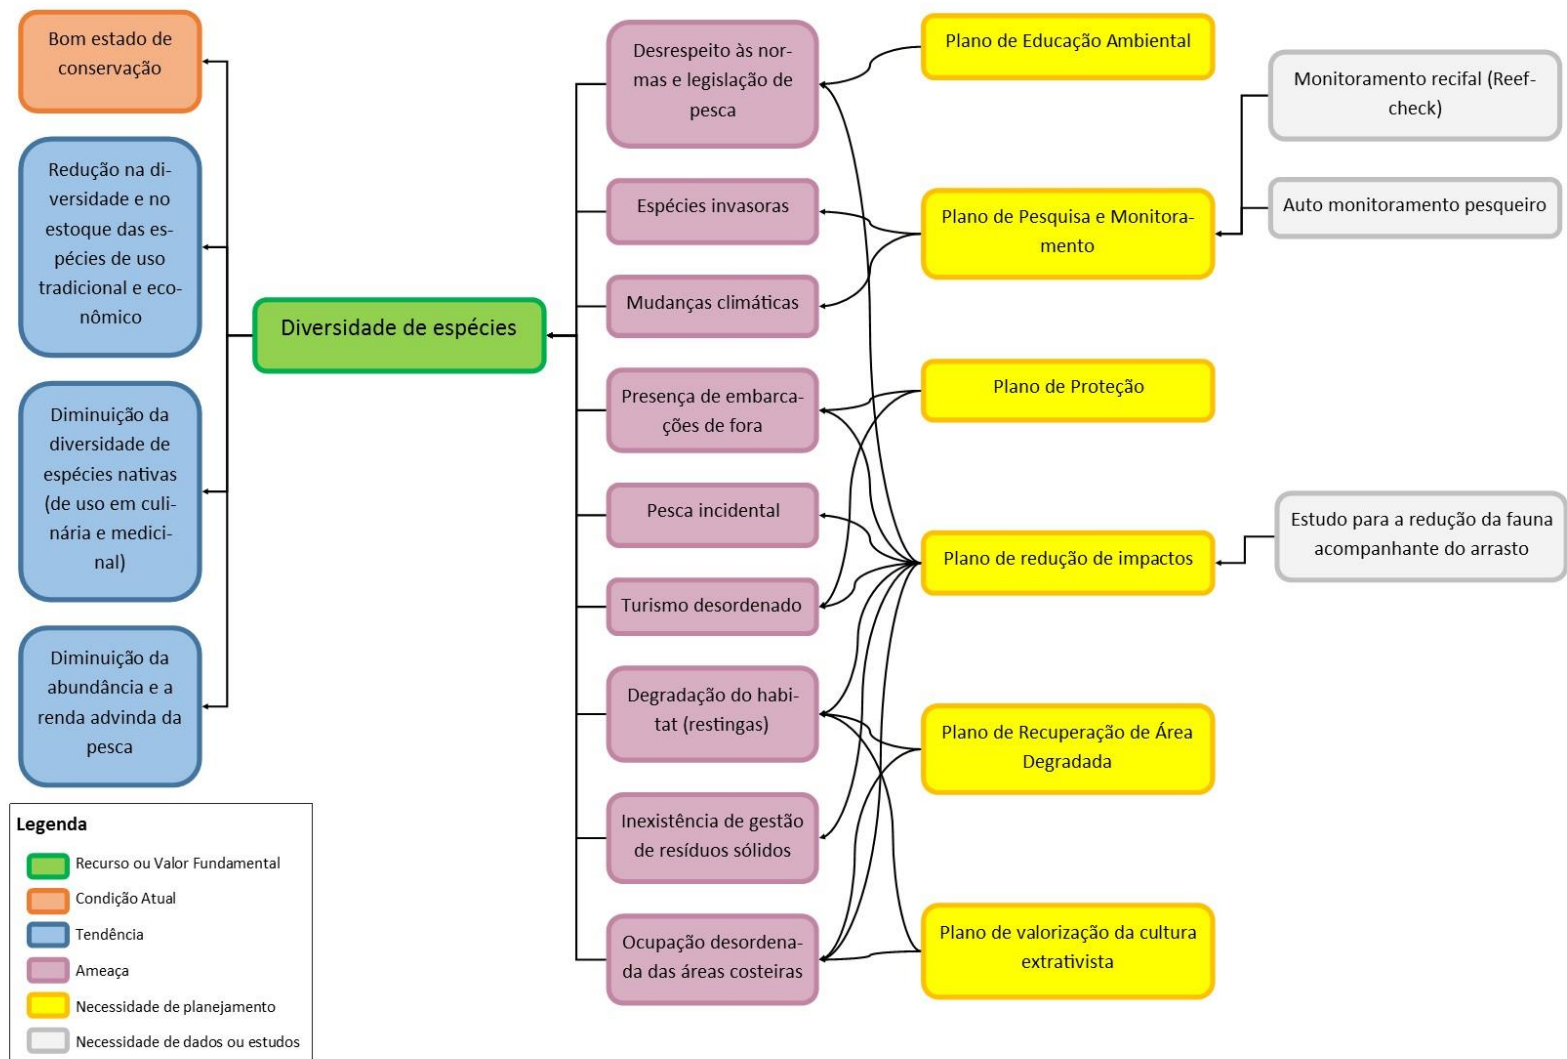 Bom estado de
conservação
Redução na di-
versidade e no
estoque das es-
pécies de uso
tradicional e eco-
nômico
Diminuição da
diversidade de
espécies nativas
(de uso em culi-
nária e medici-
nal)
Diminuição da
abundância e a
renda advinda da
pesca
Diversidade de espécies
Desrespeito às nor-
mas e legislação de
pesca
Espécies invasoras
Mudanças climáticas
Presença de embarca-
ções de fora
Pesca incidental
Turismo desordenado
Degradação do habi-
tat (restingas)
Inexistência de gestão
de resíduos sólidos
Ocupação desordena-
da das áreas costeiras
Plano de Educação Ambiental
Plano de Pesquisa e Monitora-
mento
Plano de Proteção
Plano de redução de impactos
Plano de Recuperação de Área
Degradada
Plano de valorização da cultura
extrativista
Monitoramento recifal (Reef-
check)
Auto monitoramento pesqueiro
Estudo para a redução da fauna
acompanhante do arrasto
Legenda
Recurso ou Valor Fundamental
Condição Atual
Tendência
Ameaça
Necessidade de planejamento
Necessidade de dados ou estudos